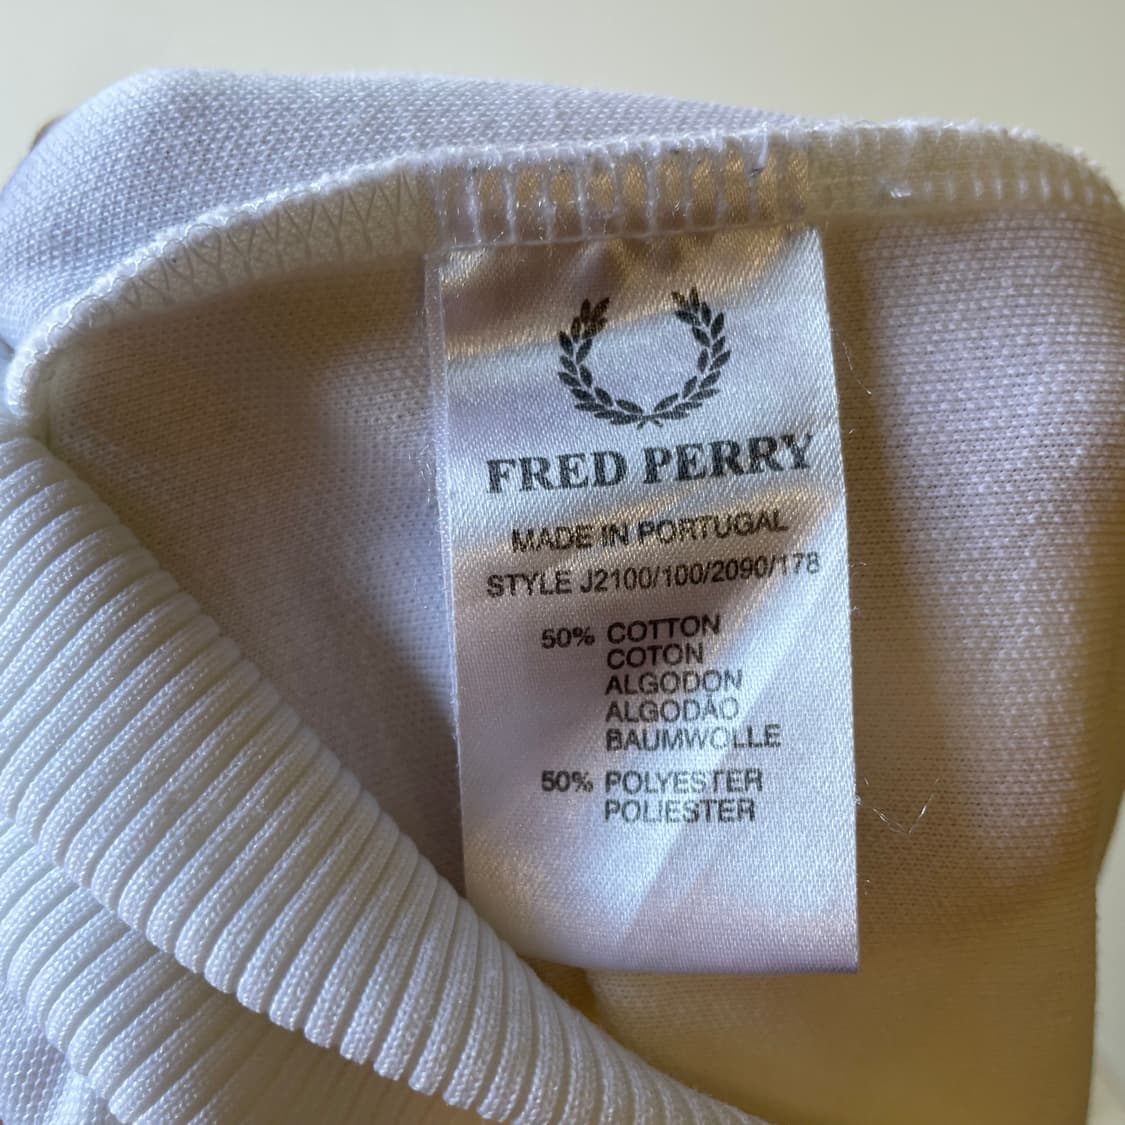 FRED PERRY
MADE IN PORTUGAL
STYLE J2100/100/2090/178
50% COTTON
COTON
ALGODON
ALGODÃO
BAUMWOLLE
50% POLYESTER
POLIESTER